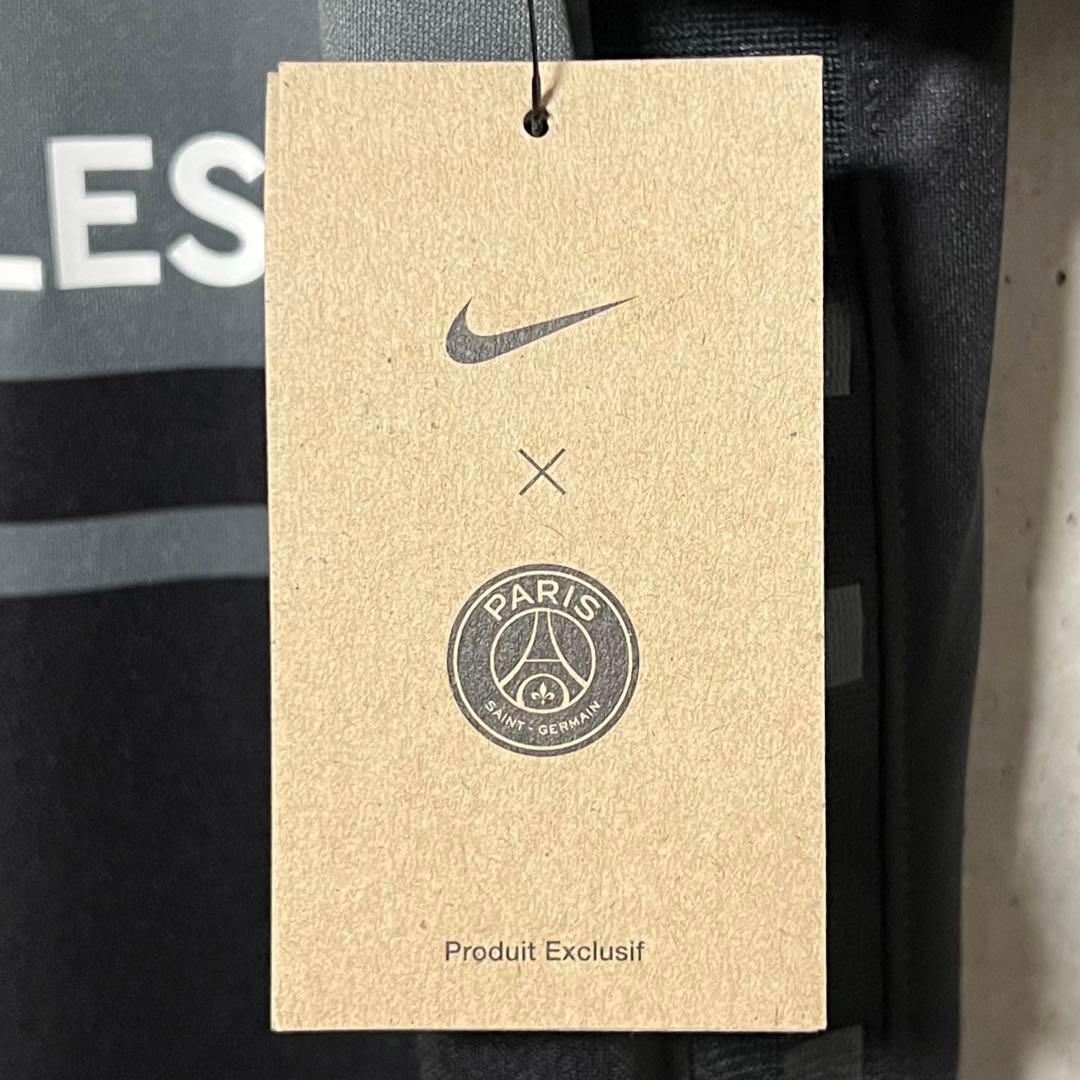 LES
×
PARIS
SAINT-GERMAIN
Produit Exclusif